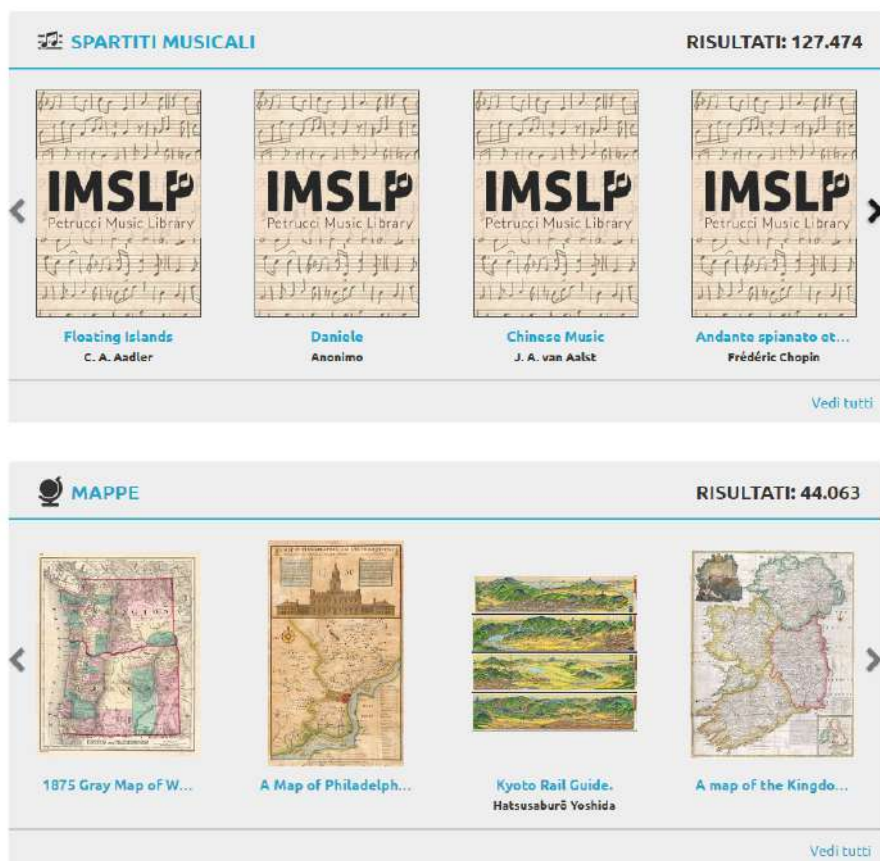 SPARTITI MUSICALI
RISULTATI: 127.474
IMSLP
Petrucci Music Library
IMSLP
Petrucci Music Library
IMSLP
Petrucci Music Library
IMSLP
Petrucci Music Library
Floating Islands
C. A. Aadler
Daniele
Anonimo
Chinese Music
J. A. van Aalst
Andante spianato et...
Frédéric Chopin
Vedi tutti
MAPPE
RISULTATI: 44.063
1875 Gray Map of W...
A Map of Philadelph...
Kyoto Rail Guide.
Hatsusaburō Yoshida
A map of the Kingdo...
Vedi tutti